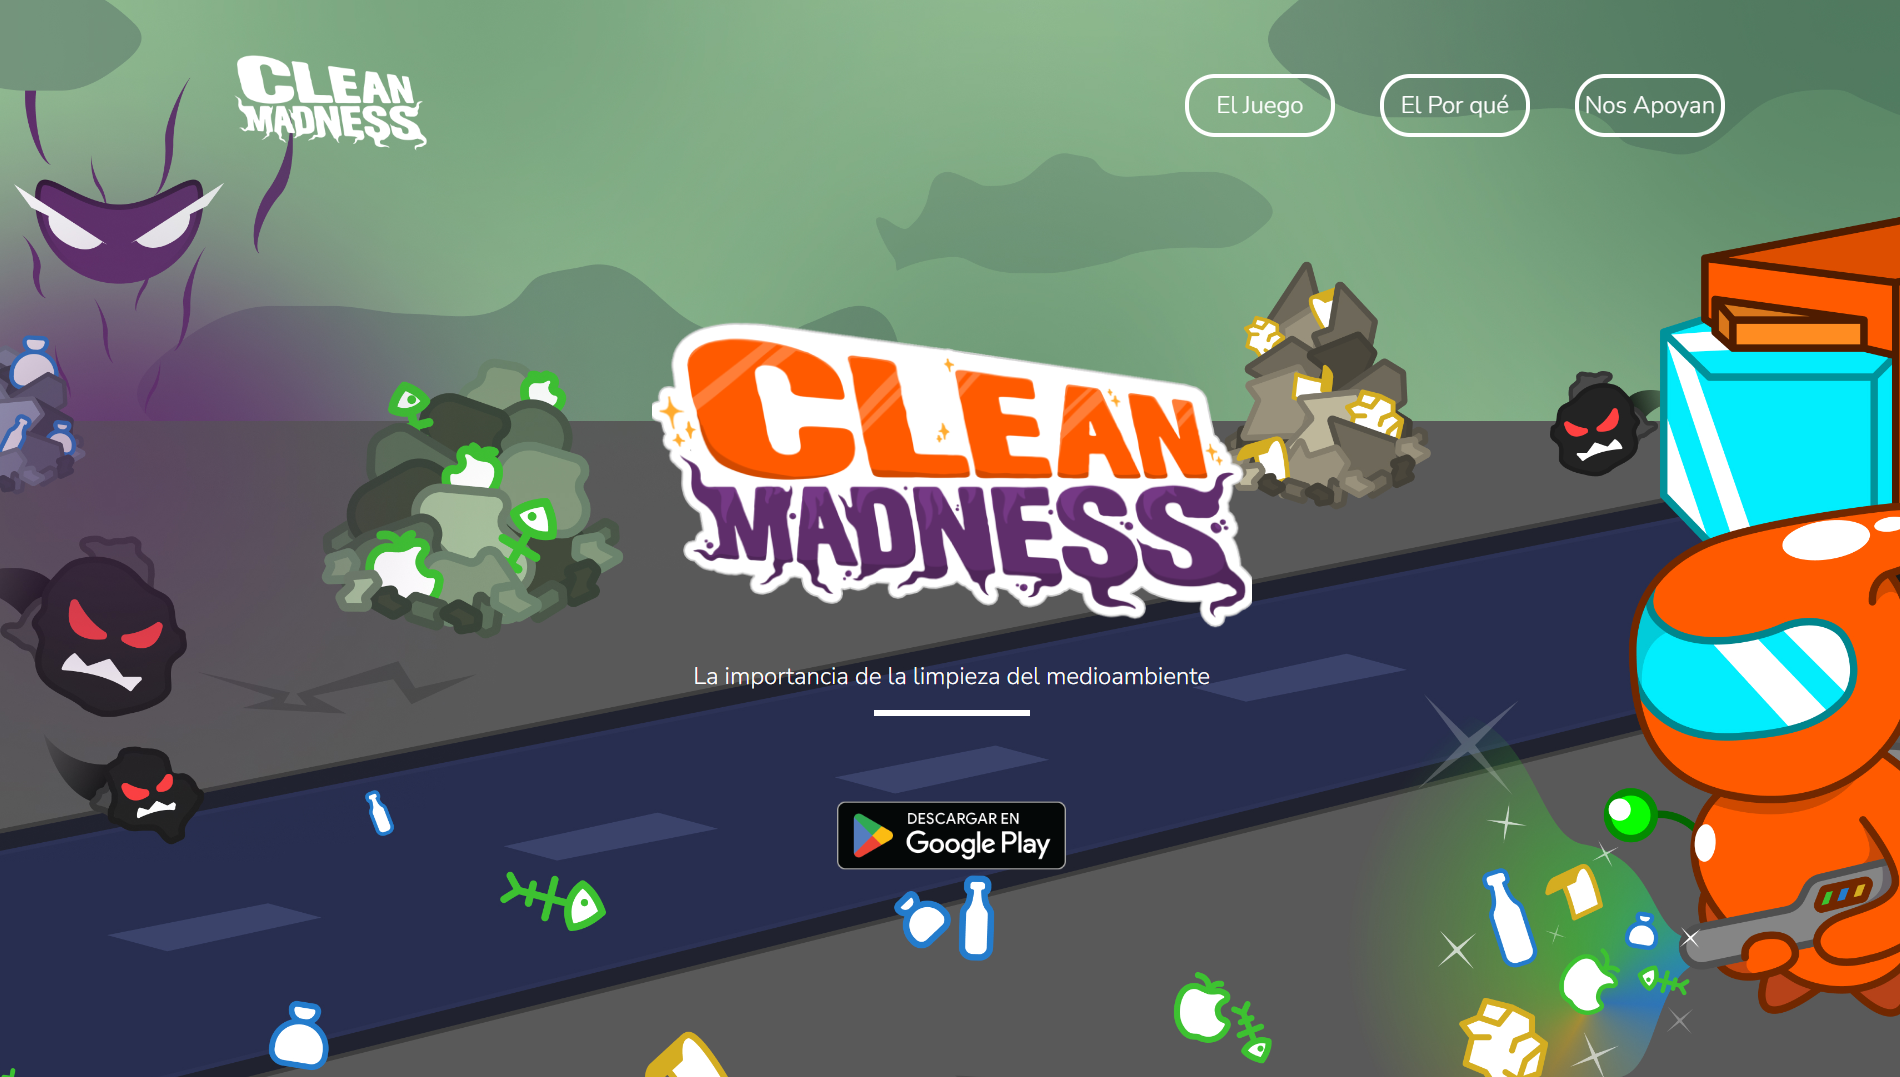 CLEAN
MADNESS
El Juego
El Por qué
Nos Apoyan
CLEAN
MADNESS
La importancia de la limpieza del medioambiente
DESCARGAR EN
Google Play